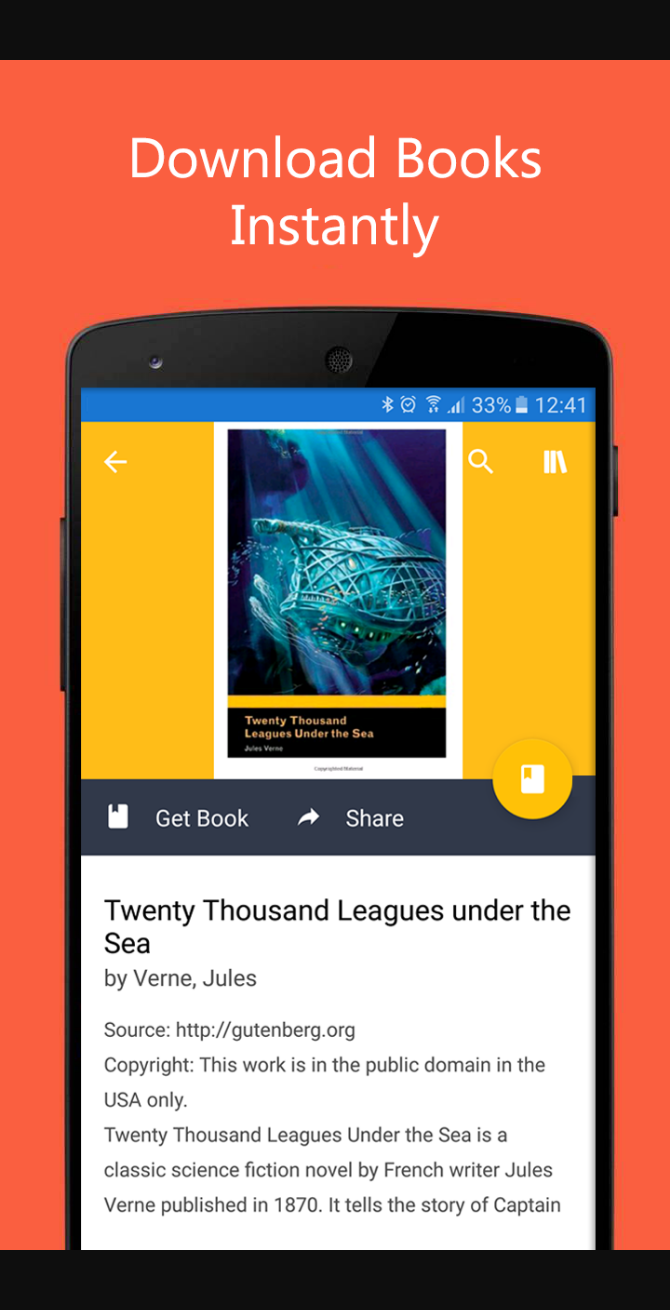 Download Books
Instantly
33% 12:41
Twenty Thousand
Leagues Under the Sea
Jules Verne
Copyrighted Material
Get Book
Share
Twenty Thousand Leagues under the
Sea
by Verne, Jules
Source: http://gutenberg.org
Copyright: This work is in the public domain in the
USA only.
Twenty Thousand Leagues Under the Sea is a
classic science fiction novel by French writer Jules
Verne published in 1870. It tells the story of Captain